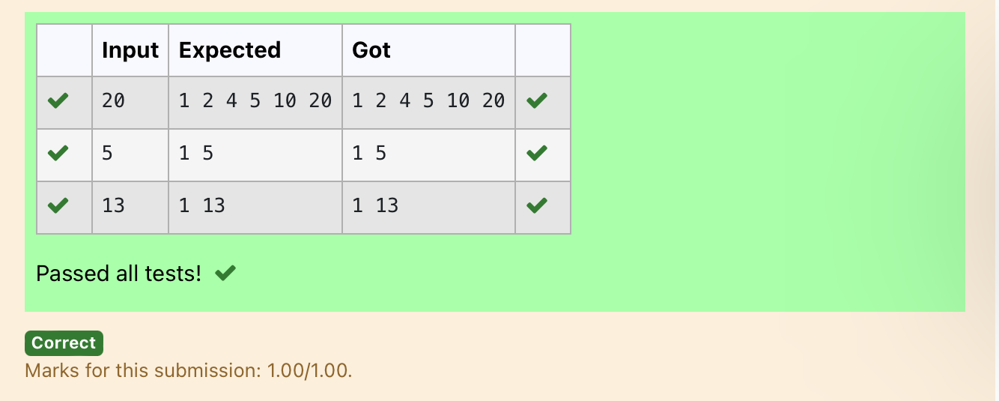 Input Expected Got
20 1 2 4 5 10 20 1 2 4 5 10 20
5 1 5 1 5
13 1 13 1 13
Passed all tests!
Correct
Marks for this submission: 1.00/1.00.